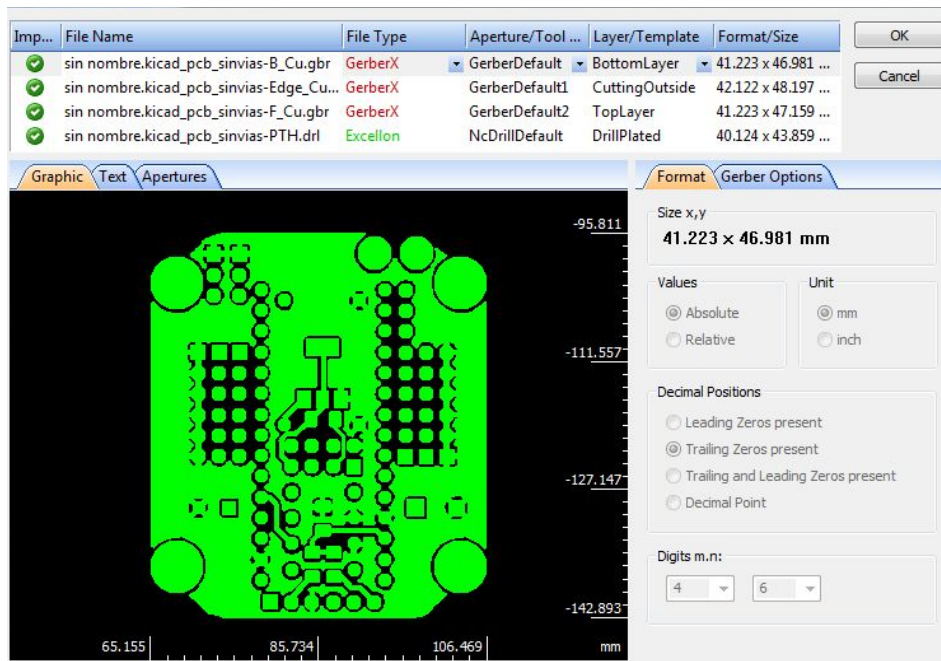 Imp... File Name File Type Aperture/Tool ... Layer/Template Format/Size
sin nombre.kicad_pcb_sinvias-B_Cu.gbr GerberX GerberDefault BottomLayer 41.223 x 46.981 ...
sin nombre.kicad_pcb_sinvias-Edge_Cu... GerberX GerberDefault1 CuttingOutside 42.122 x 48.197 ...
sin nombre.kicad_pcb_sinvias-F_Cu.gbr GerberX GerberDefault2 TopLayer 41.223 x 47.159 ...
sin nombre.kicad_pcb_sinvias-PTH.drl Excellon NcDrillDefault DrillPlated 40.124 x 43.859 ...
OK
Cancel
Graphic Text Apertures
-95.811
-111.557
-127.147
-142.893
65.155 85.734 106.469 mm
Format Gerber Options
Size x,y
41.223 x 46.981 mm
Values
Absolute
Relative
Unit
mm
inch
Decimal Positions
Leading Zeros present
Trailing Zeros present
Trailing and Leading Zeros present
Decimal Point
Digits m.n:
4 6